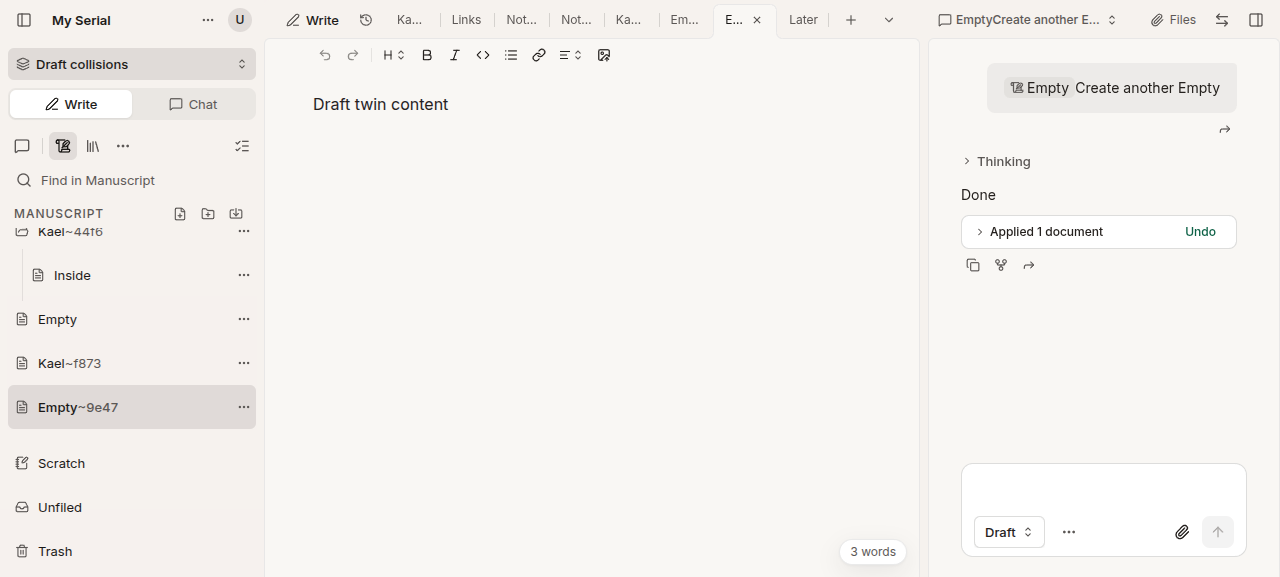 My Serial
U
Draft collisions
Write
Chat
Find in Manuscript
MANUSCRIPT
Kael~44f6
Inside
Empty
Kael~f873
Empty~9e47
Scratch
Unfiled
Trash
Write
Ka...
Links
Not...
Not...
Ka...
Em...
E...
Later
H
B
I
Draft twin content
3 words
EmptyCreate another E...
Files
Empty Create another Empty
Thinking
Done
Applied 1 document
Undo
Draft